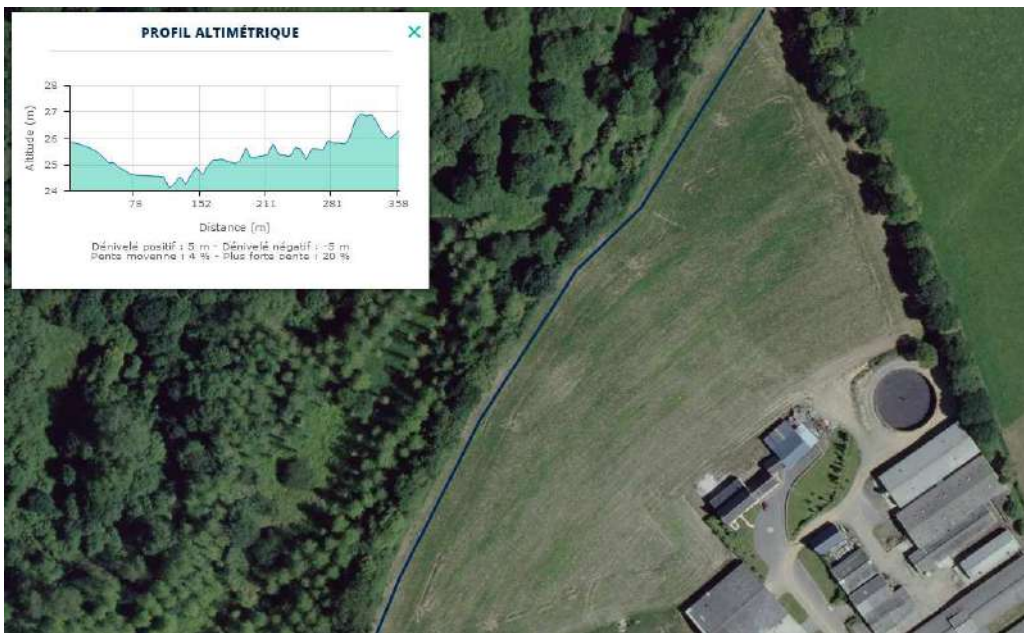 PROFIL ALTIMÉTRIQUE
28
27
26
25
24
Altitude (m)
78
152
211
281
358
Distance (m)
Dénivelé positif : 5 m - Dénivelé négatif : -5 m
Pente moyenne : 4 % - Plus forte pente : 20 %